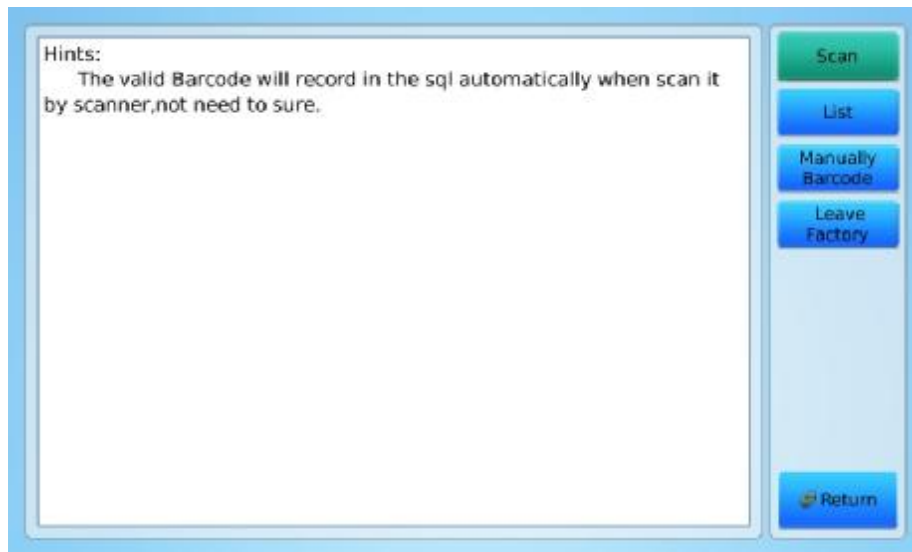 Hints:
The valid Barcode will record in the sql automatically when scan it
by scanner,not need to sure.
Scan
List
Manually
Barcode
Leave
Factory
Return